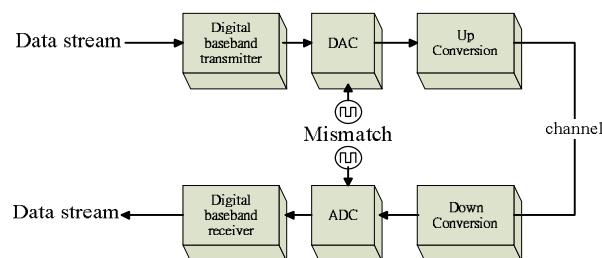 Data stream
Digital
baseband
transmitter
DAC
Up
Conversion
Mismatch
channel
Data stream
Digital
baseband
receiver
ADC
Down
Conversion